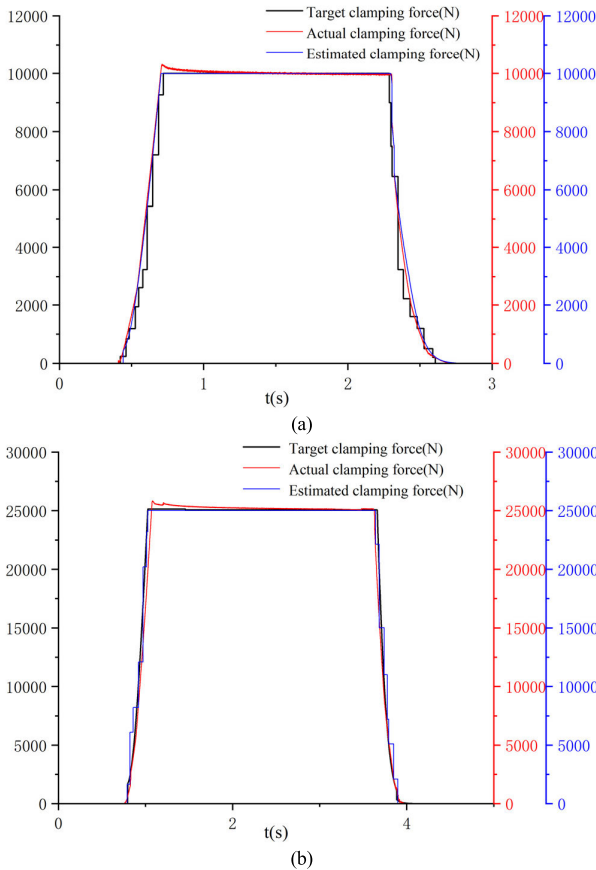 Target clamping force(N)
Actual clamping force(N)
Estimated clamping force(N)
12000 12000 12000
10000 10000 10000
8000 8000 8000
6000 6000 6000
4000 4000 4000
2000 2000 2000
0 0 0
0 1 2 3
t(s)
(a)
Target clamping force(N)
Actual clamping force(N)
Estimated clamping force(N)
30000 30000 30000
25000 25000 25000
20000 20000 20000
15000 15000 15000
10000 10000 10000
5000 5000 5000
0 0 0
0 2 4
t(s)
(b)